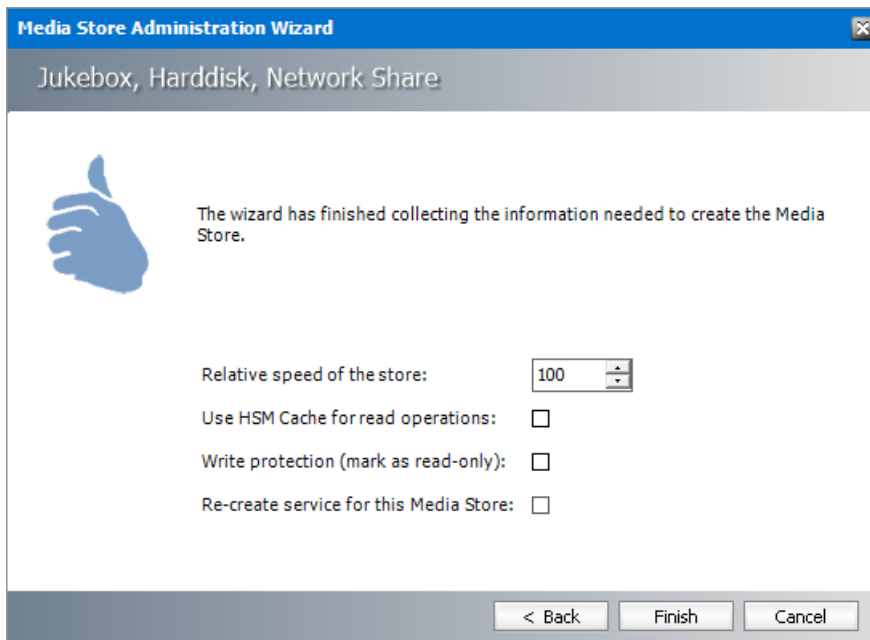 Media Store Administration Wizard
Jukebox, Harddisk, Network Share
The wizard has finished collecting the information needed to create the Media
Store.
Relative speed of the store: 100
Use HSM Cache for read operations:
Write protection (mark as read-only):
Re-create service for this Media Store:
< Back Finish Cancel